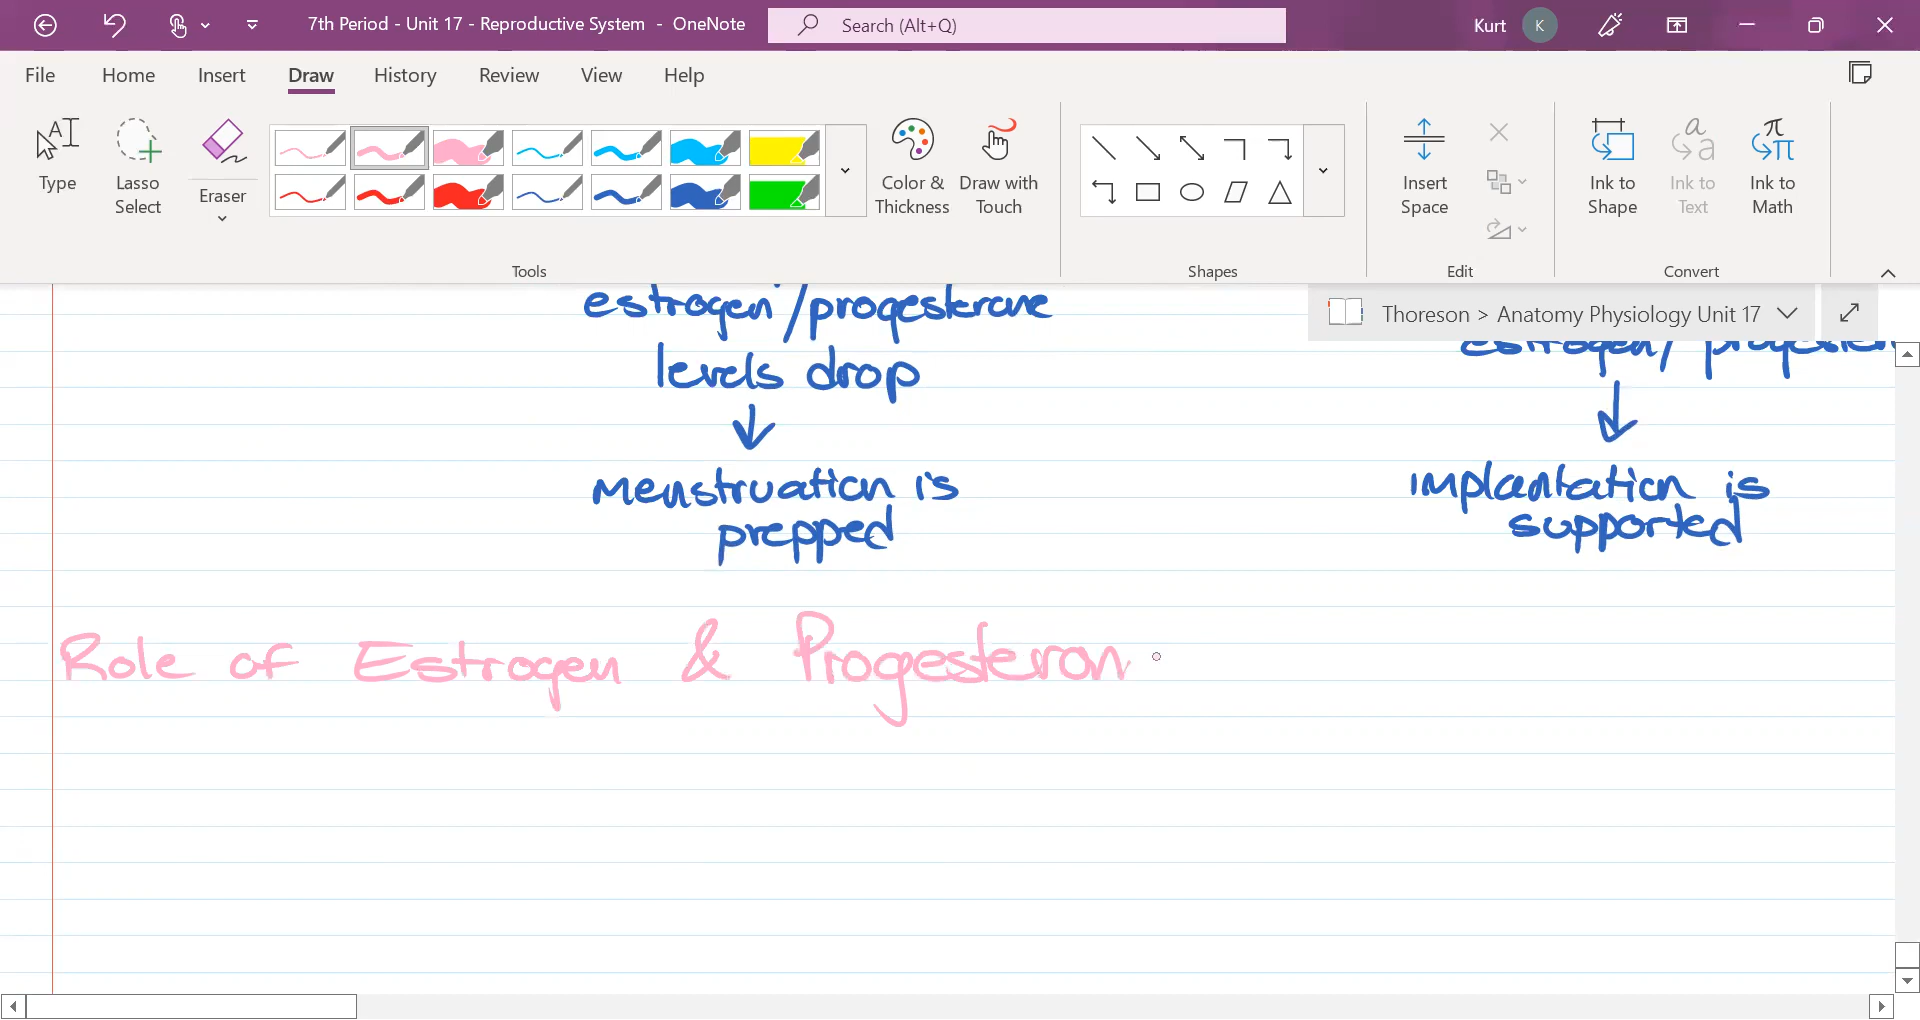 7th Period - Unit 17 - Reproductive System - OneNote
Search (Alt+Q)
Kurt
K
File
Home
Insert
Draw
History
Review
View
Help
Type
Lasso Select
Eraser
Color & Thickness
Draw with Touch
Insert Space
Ink to Shape
Ink to Text
Ink to Math
Tools
Shapes
Edit
Convert
Thoreson > Anatomy Physiology Unit 17
estrogen/progesterone
levels drop
menstruation is
prepped
estrogen/
implantation is
supported
Role of Estrogen & Progesteron